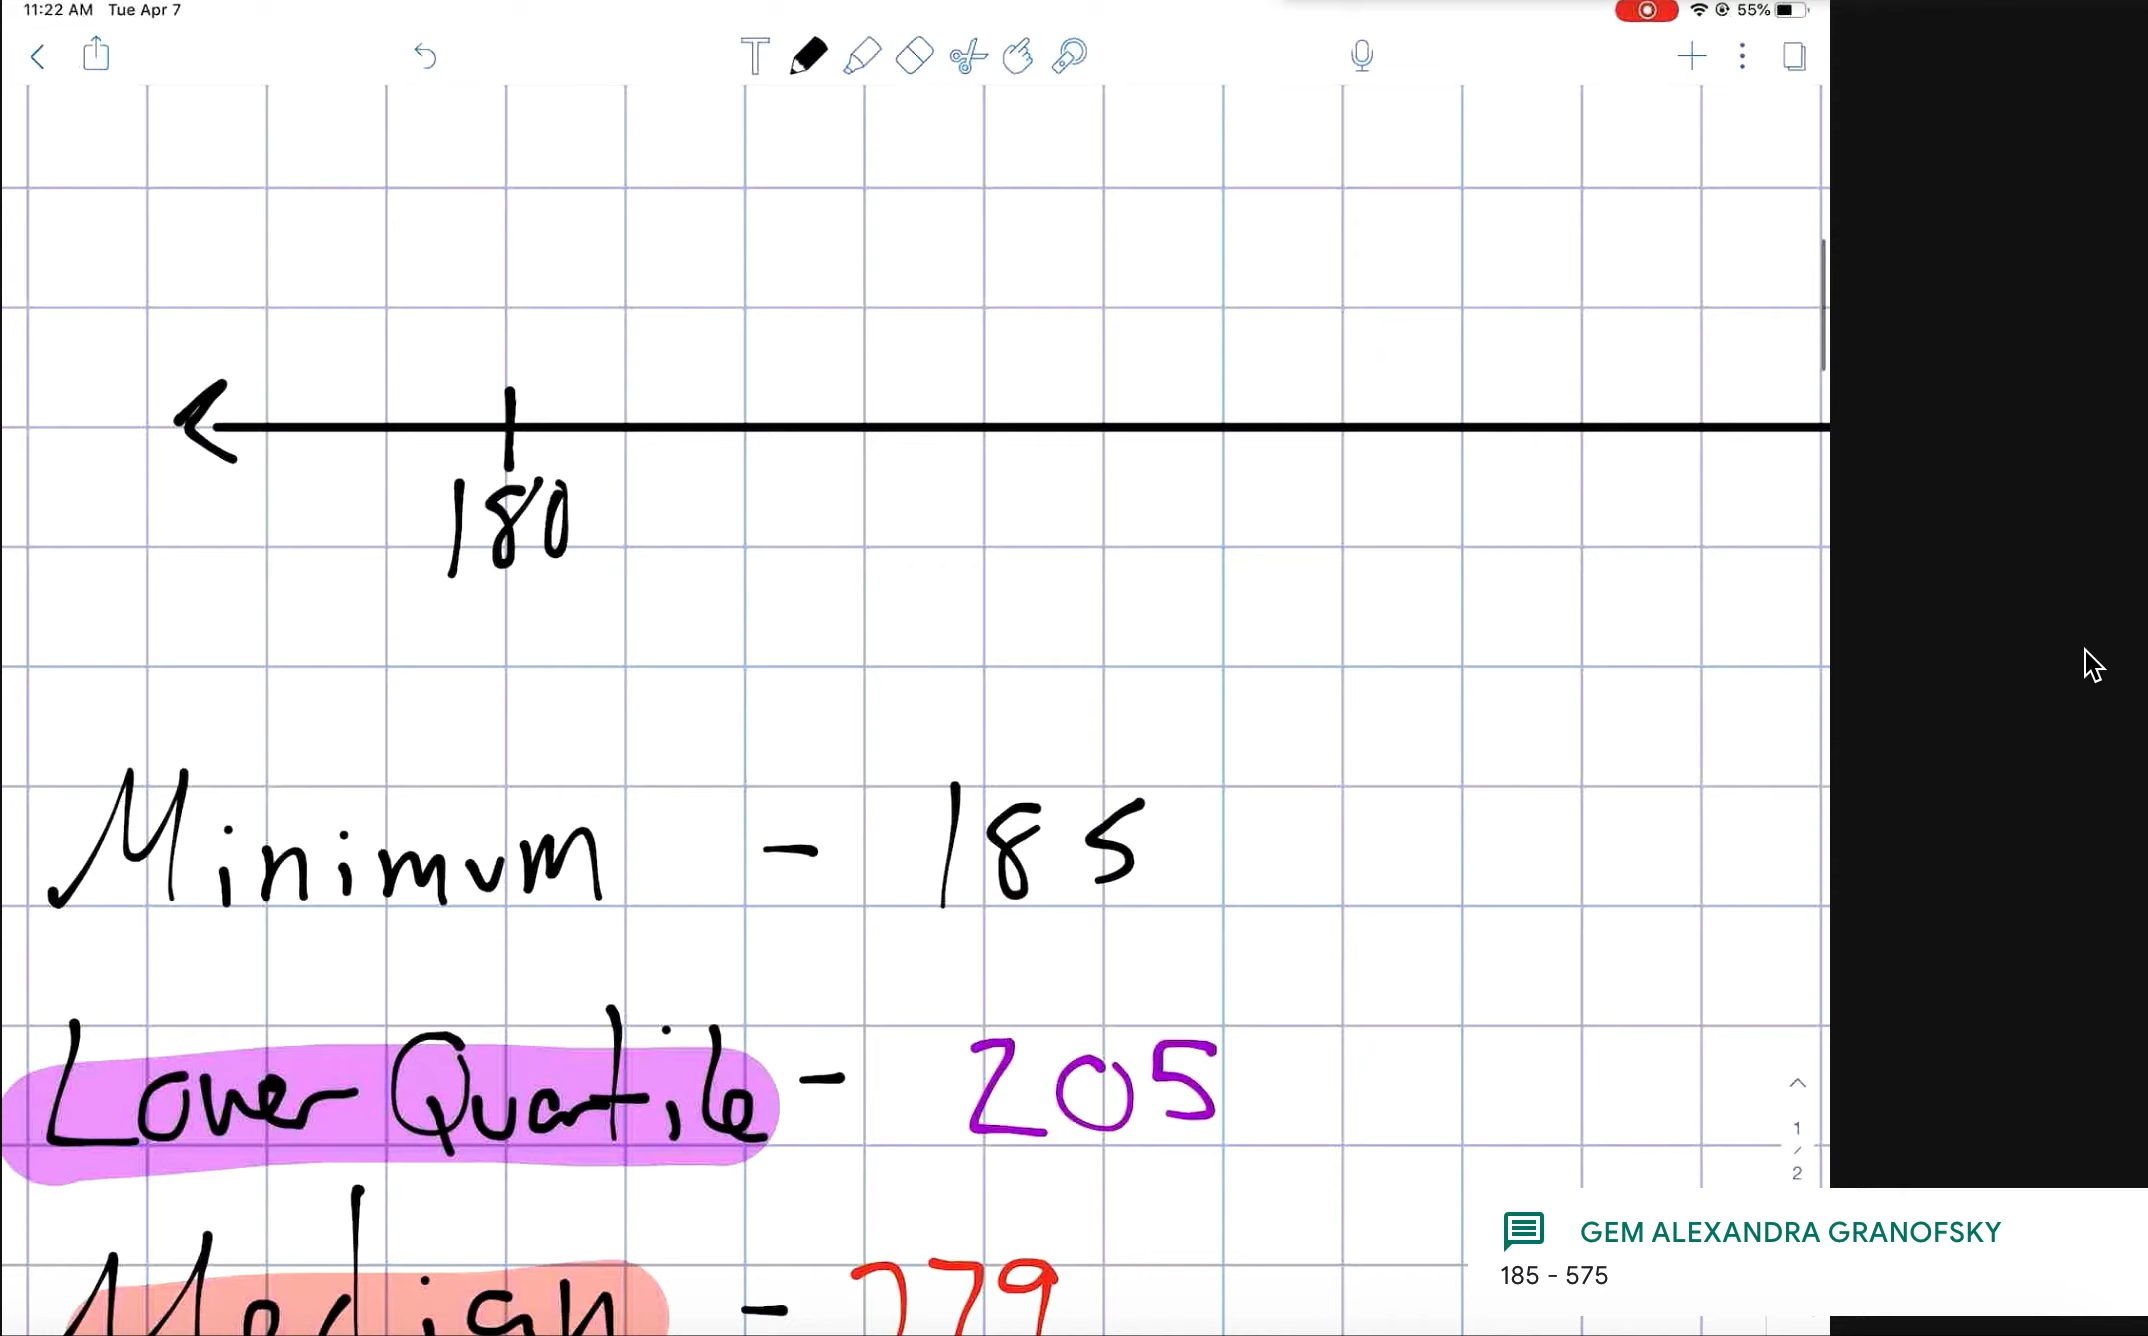 11:22 AM Tue Apr 7
55%
T
180
Minimum - 185
Lower Quartile - 205
Median -
1
/
2
GEM ALEXANDRA GRANOFSKY
185 - 575